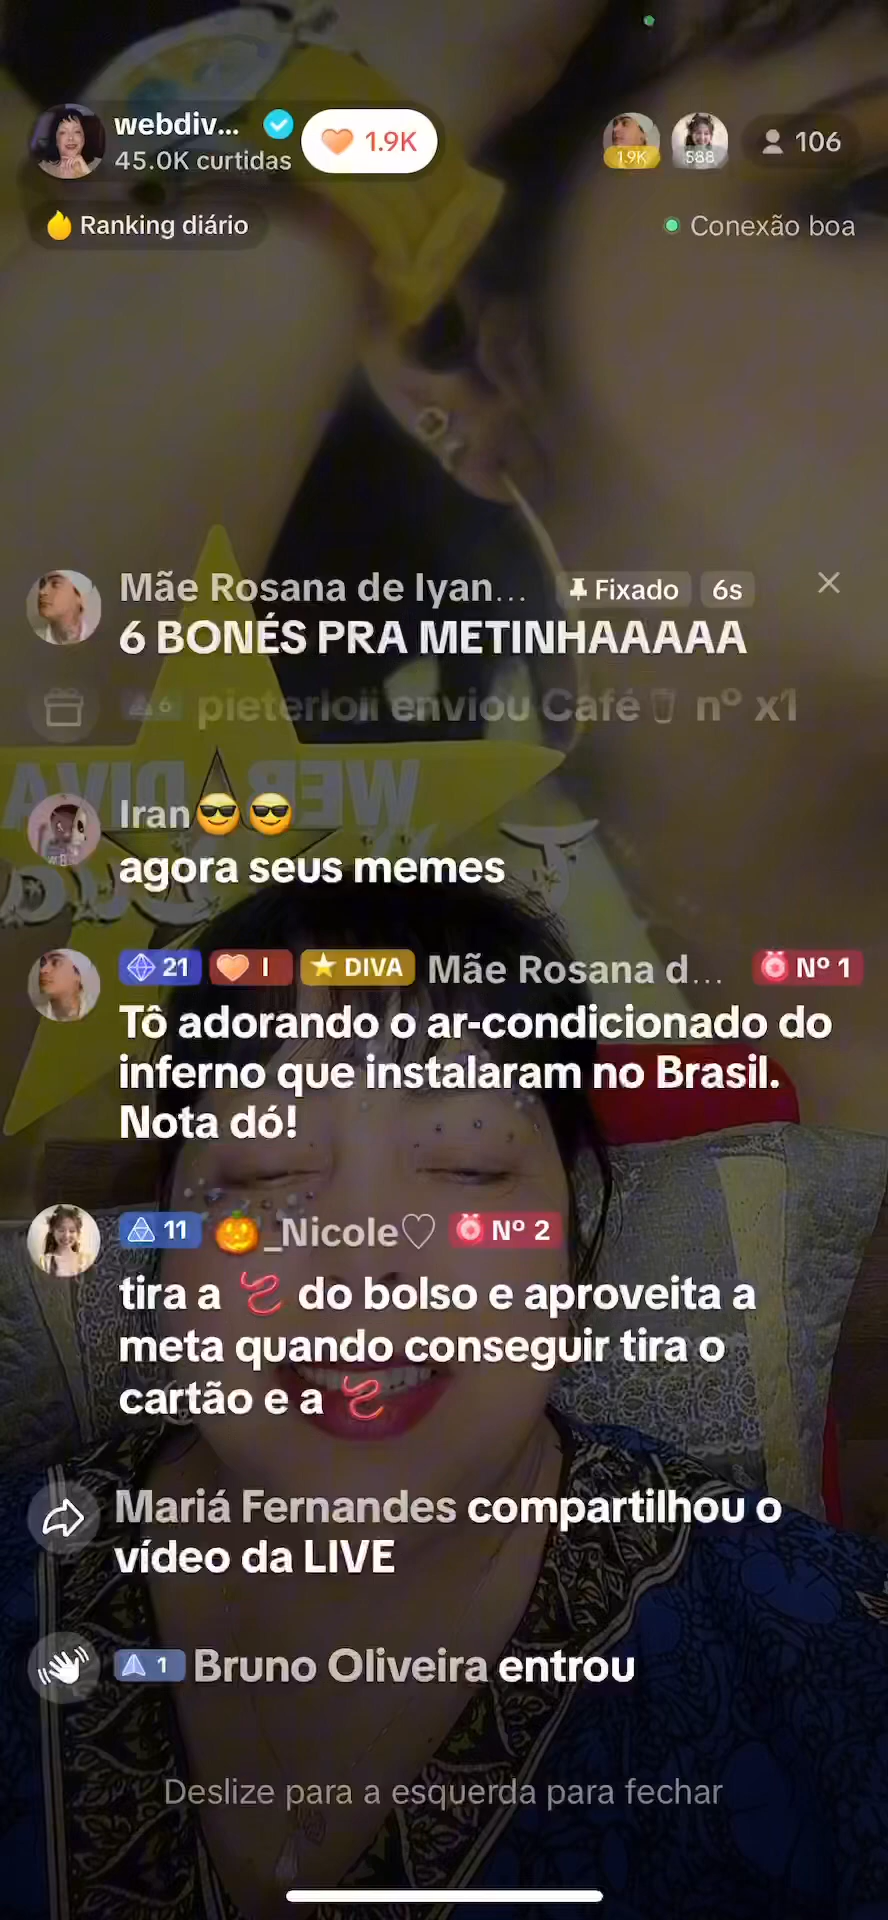 webdiv...
1.9K
45.0K curtidas
1.9K
588
106
Ranking diário
Conexão boa
Mãe Rosana de Iyan...
Fixado
6s
6 BONÉS PRA METINHAAAAA
6 pieterloii enviou Café nº x1
WEB DIVA
Iran😎😎
agora seus memes
21 I DIVA Mãe Rosana d... Nº 1
Tô adorando o ar-condicionado do
inferno que instalaram no Brasil.
Nota dó!
11 🎃_Nicole♡ Nº 2
tira a do bolso e aproveita a
meta quando conseguir tira o
cartão e a
Mariá Fernandes compartilhou o
vídeo da LIVE
1 Bruno Oliveira entrou
Deslize para a esquerda para fechar